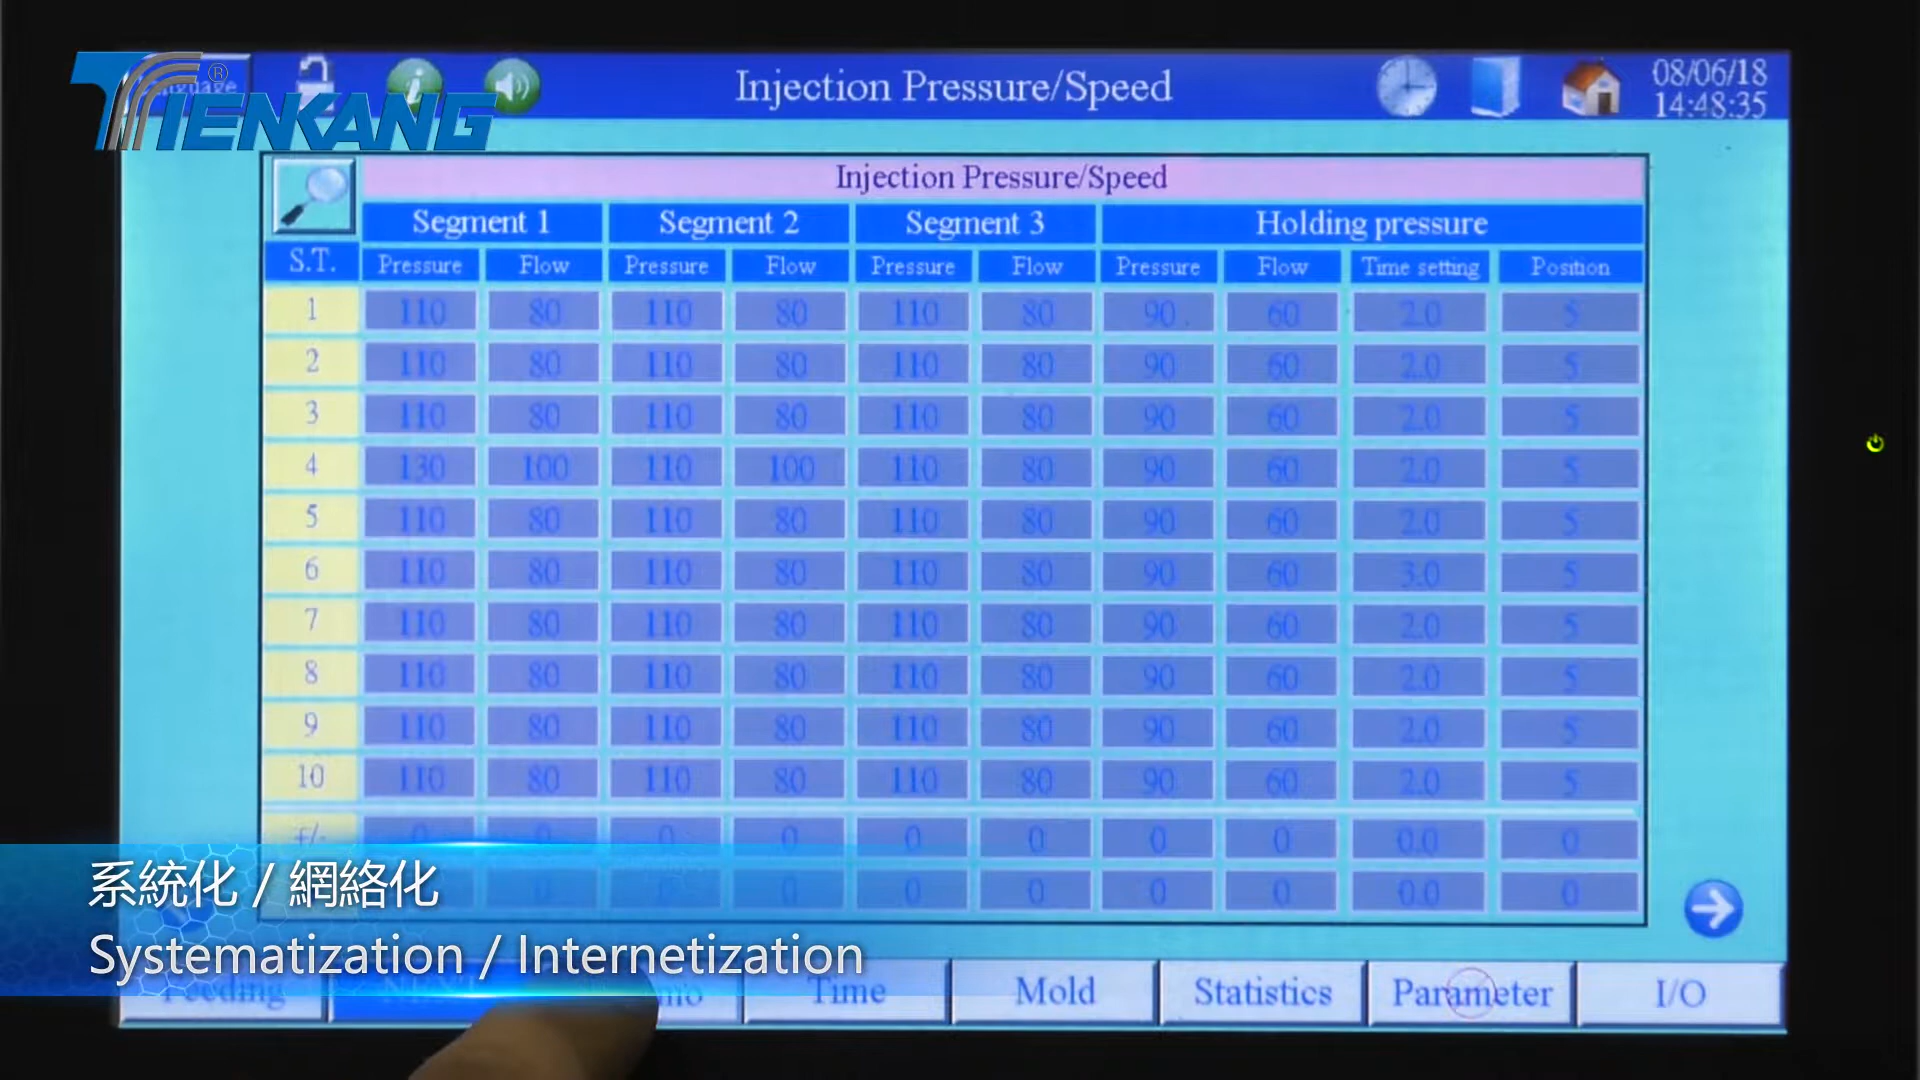 TIENKANG®
Injection Pressure/Speed
08/06/18
14:48:35
Injection Pressure/Speed
Segment 1 Segment 2 Segment 3 Holding pressure
S.T. Pressure Flow Pressure Flow Pressure Flow Pressure Flow Time setting Position
1 110 80 110 80 110 80 90 60 2.0 5
2 110 80 110 80 110 80 90 60 2.0 5
3 110 80 110 80 110 80 90 60 2.0 5
4 130 100 110 100 110 80 90 60 2.0 5
5 110 80 110 80 110 80 90 60 2.0 5
6 110 80 110 80 110 80 90 60 3.0 5
7 110 80 110 80 110 80 90 60 2.0 5
8 110 80 110 80 110 80 90 60 2.0 5
9 110 80 110 80 110 80 90 60 2.0 5
10 110 80 110 80 110 80 90 60 2.0 5
+/- 0 0 0 0 0 0 0 0 0.0 0
0 0 0 0 0 0 0 0.0 0
系統化 / 網絡化
Systematization / Internetization
Feeding Time Mold Statistics Parameter I/O